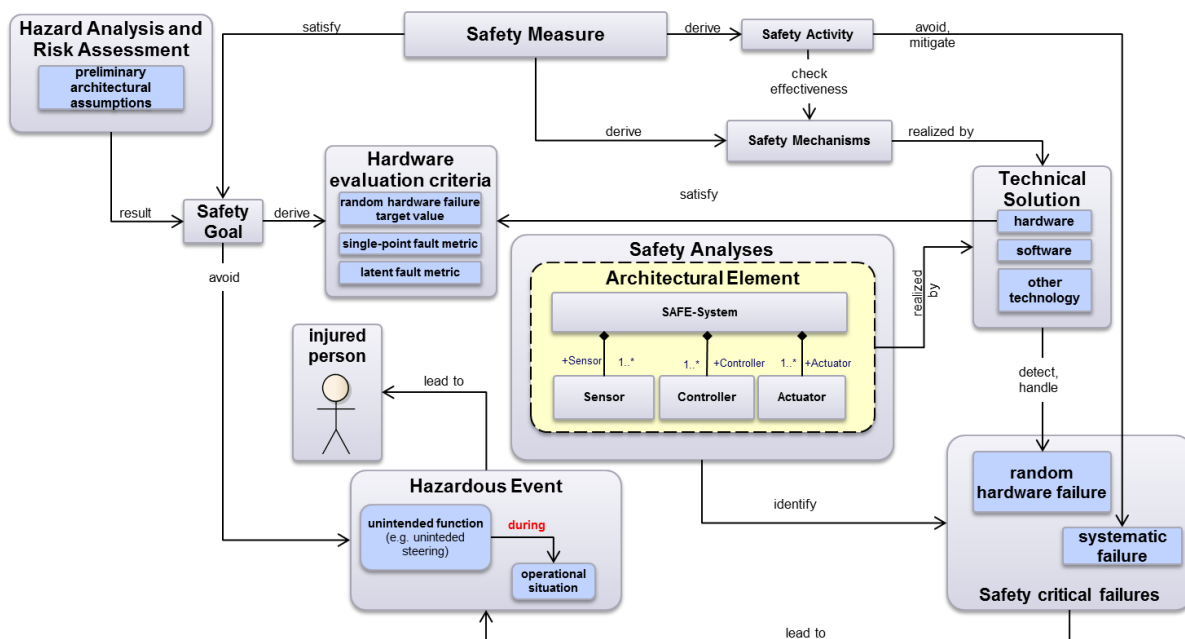 Hazard Analysis and
Risk Assessment
preliminary
architectural
assumptions
satisfy
Safety Measure
derive
Safety Activity
avoid,
mitigate
check
effectiveness
derive
Safety Mechanisms
realized by
Hardware
evaluation criteria
random hardware failure
target value
single-point fault metric
latent fault metric
satisfy
Technical
Solution
hardware
software
other
technology
result
Safety
Goal
derive
avoid
Safety Analyses
Architectural Element
SAFE-System
+Sensor
1..*
1..*
+Controller
1..*
+Actuator
Sensor
Controller
Actuator
realized
by
injured
person
lead to
detect,
handle
Hazardous Event
unintended function
(e.g. uninteded
steering)
during
operational
situation
identify
random
hardware failure
systematic
failure
Safety critical failures
lead to